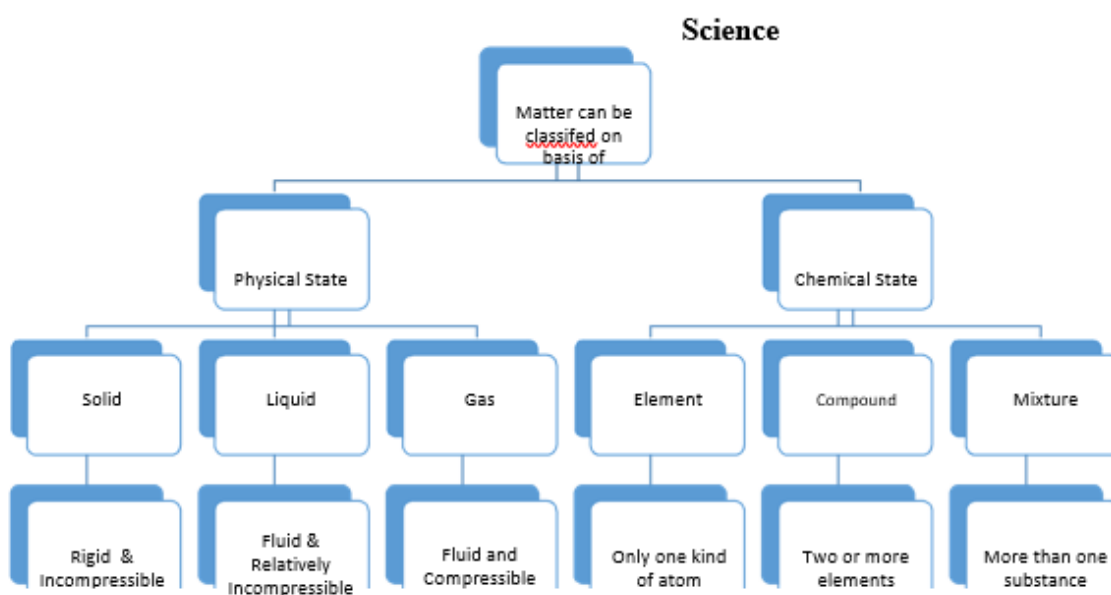 Science
Matter can be
classifed on
basis of
Physical State
Chemical State
Solid
Liquid
Gas
Element
Compound
Mixture
Rigid &
Incompressible
Fluid &
Relatively
Incompressible
Fluid and
Compressible
Only one kind
of atom
Two or more
elements
More than one
substance